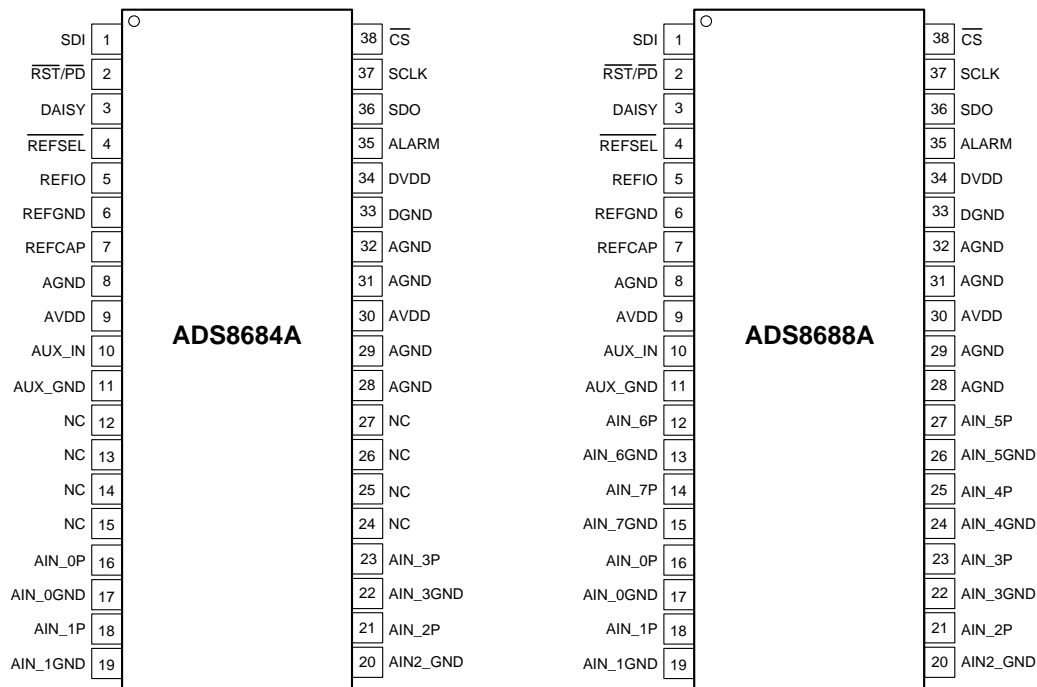 SDI 1 38 CS SDI 1 38 CS
RST/PD 2 37 SCLK RST/PD 2 37 SCLK
DAISY 3 36 SDO DAISY 3 36 SDO
REFSEL 4 35 ALARM REFSEL 4 35 ALARM
REFIO 5 34 DVDD REFIO 5 34 DVDD
REFGND 6 33 DGND REFGND 6 33 DGND
REFCAP 7 32 AGND REFCAP 7 32 AGND
AGND 8 31 AGND AGND 8 31 AGND
AVDD 9 30 AVDD AVDD 9 30 AVDD
ADS8684A ADS8688A
AUX_IN 10 29 AGND AUX_IN 10 29 AGND
AUX_GND 11 28 AGND AUX_GND 11 28 AGND
NC 12 27 NC AIN_6P 12 27 AIN_5P
NC 13 26 NC AIN_6GND 13 26 AIN_5GND
NC 14 25 NC AIN_7P 14 25 AIN_4P
NC 15 24 NC AIN_7GND 15 24 AIN_4GND
AIN_0P 16 23 AIN_3P AIN_0P 16 23 AIN_3P
AIN_0GND 17 22 AIN_3GND AIN_0GND 17 22 AIN_3GND
AIN_1P 18 21 AIN_2P AIN_1P 18 21 AIN_2P
AIN_1GND 19 20 AIN2_GND AIN_1GND 19 20 AIN2_GND